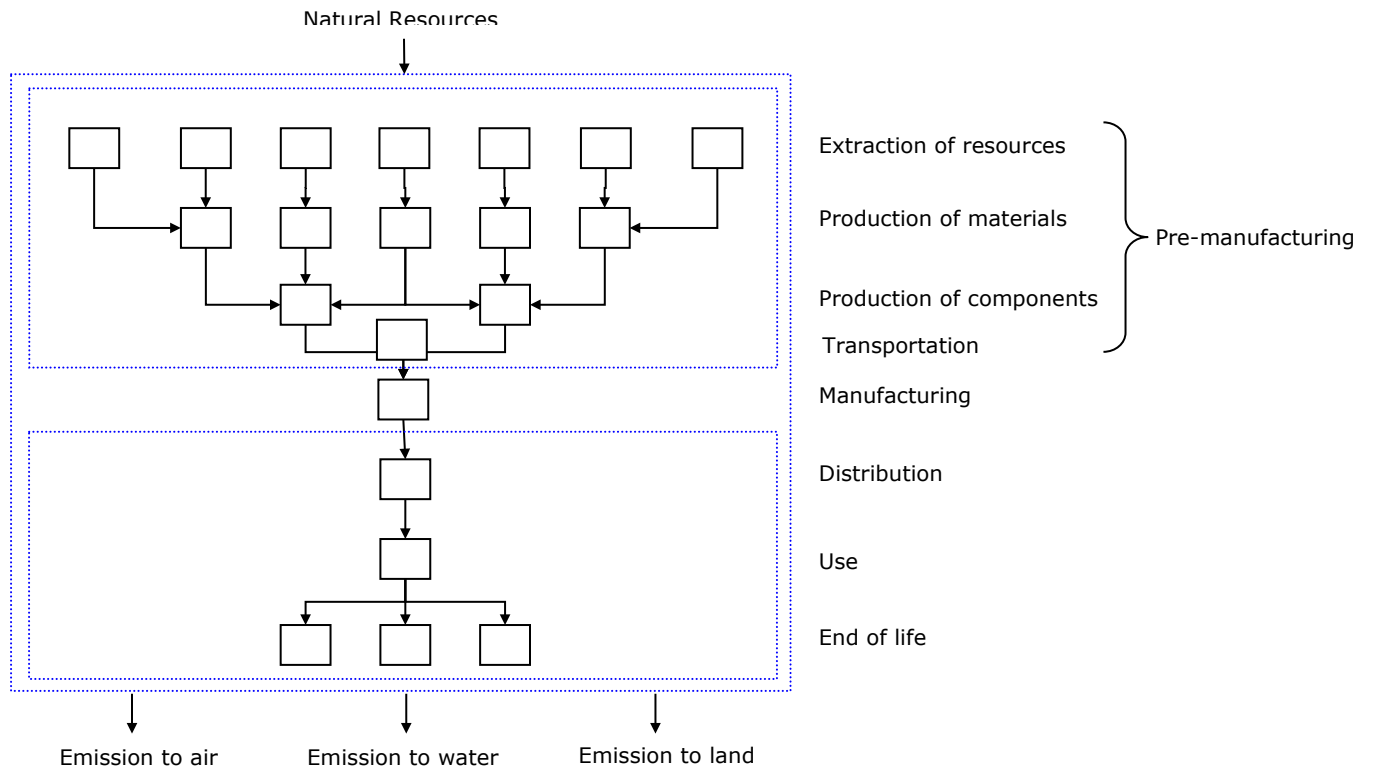 Natural Resources
Extraction of resources
Production of materials
Pre-manufacturing
Production of components
Transportation
Manufacturing
Distribution
Use
End of life
Emission to air
Emission to water
Emission to land